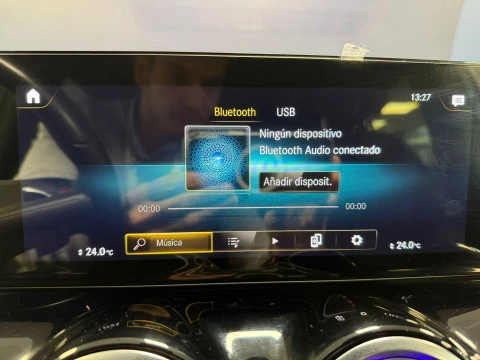 13:27
Bluetooth USB
Ningún dispositivo
Bluetooth Audio conectado
Añadir disposit.
00:00 00:00
Música
24.0°C 24.0°C